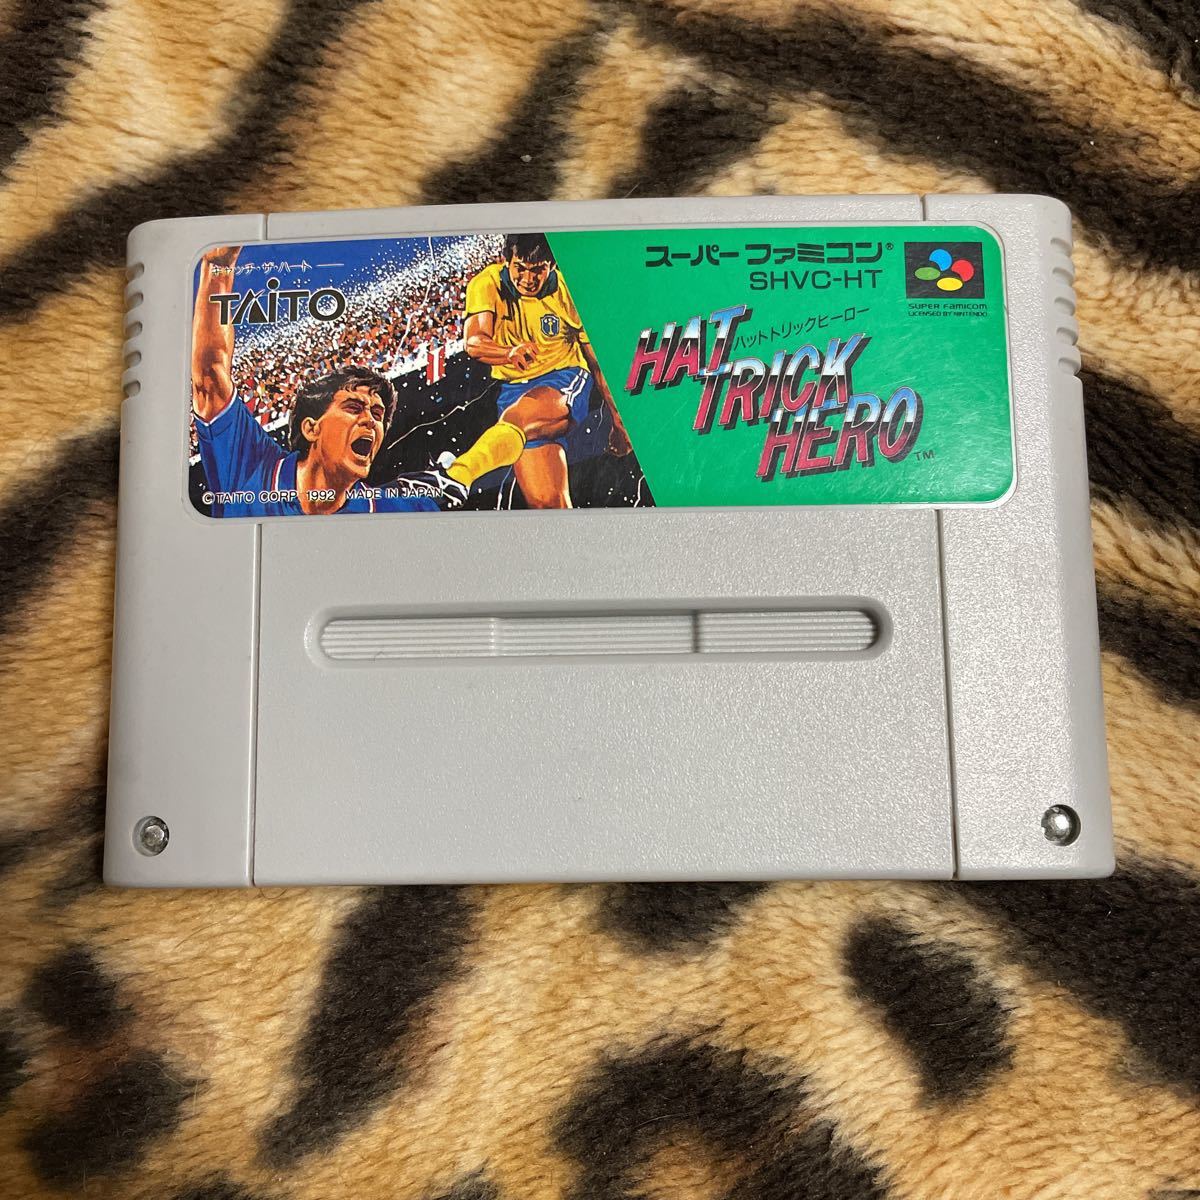 キャッチ・ザ・ハート
TAITO
©TAITO CORP. 1992 MADE IN JAPAN
スーパーファミコン®
SHVC-HT
SUPER FAMICOM
LICENSED BY NINTENDO
ハットトリックヒーロー
HAT
TRICK
HERO™